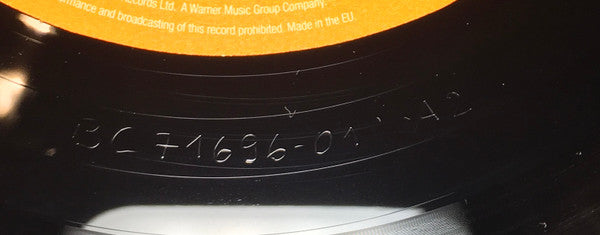 Records Ltd. A Warner Music Group Company.
and broadcasting of this record prohibited. Made in the EU.
BC 71696-01 A2